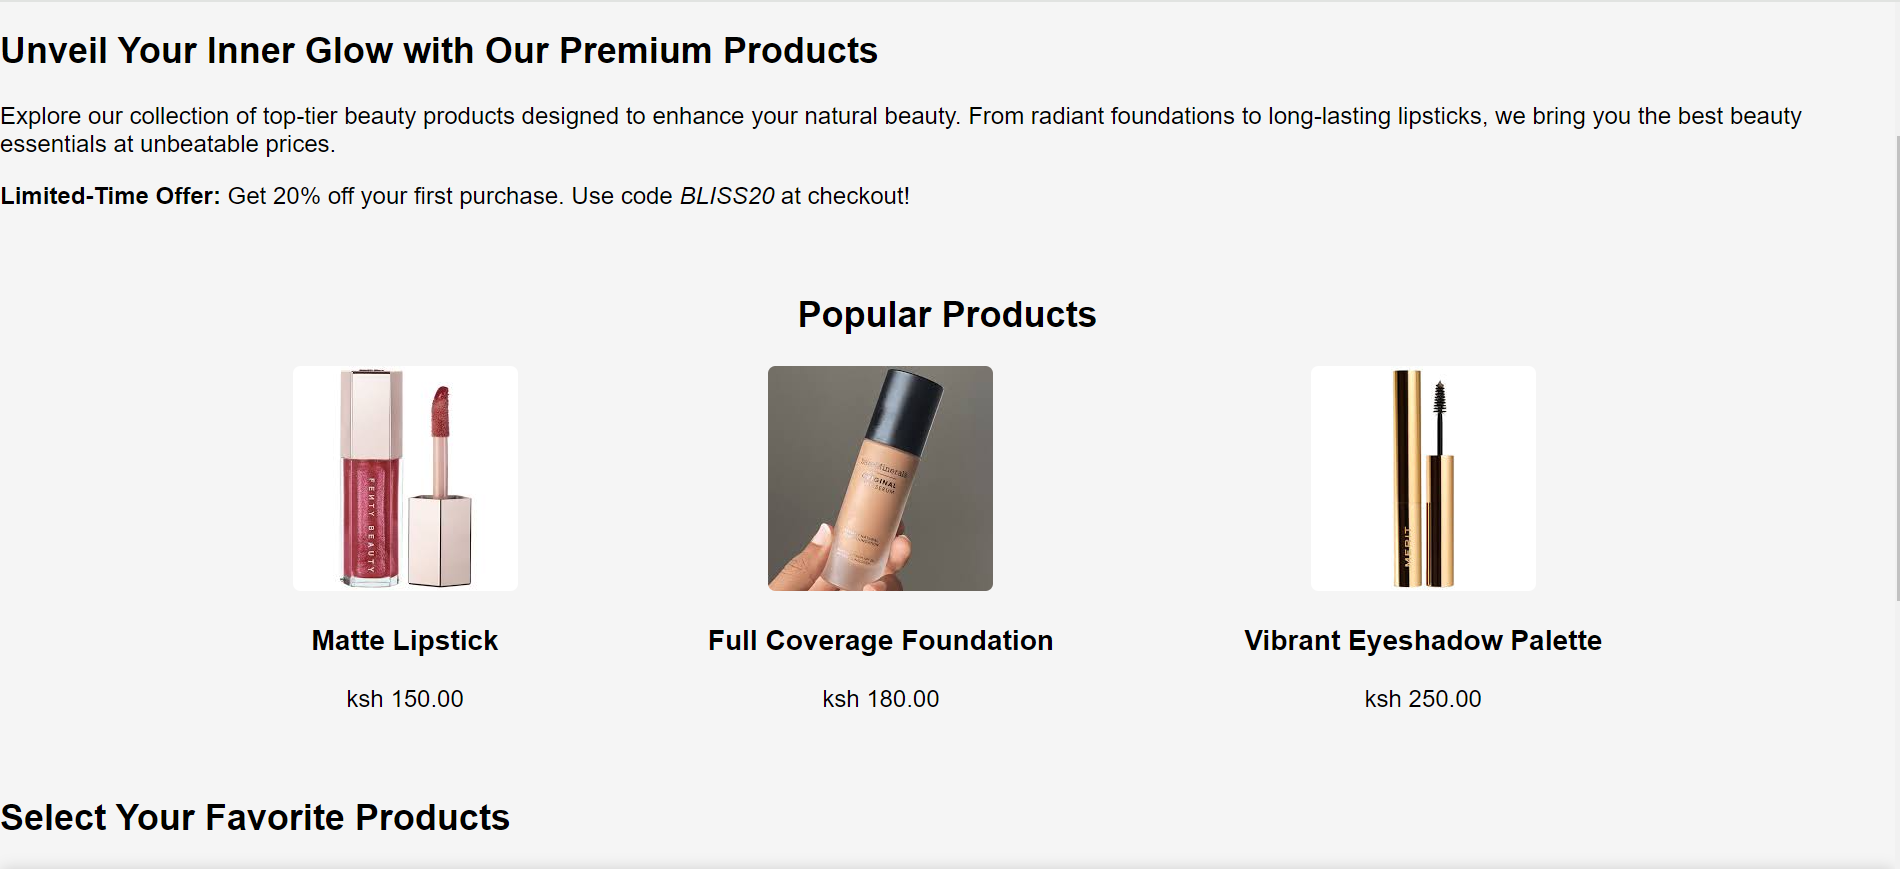 Unveil Your Inner Glow with Our Premium Products
Explore our collection of top-tier beauty products designed to enhance your natural beauty. From radiant foundations to long-lasting lipsticks, we bring you the best beauty
essentials at unbeatable prices.
Limited-Time Offer: Get 20% off your first purchase. Use code BLISS20 at checkout!
Popular Products
FENTY BEAUTY
bareMinerals
ORIGINAL
SERUM
MERIT
Matte Lipstick
Full Coverage Foundation
Vibrant Eyeshadow Palette
ksh 150.00
ksh 180.00
ksh 250.00
Select Your Favorite Products